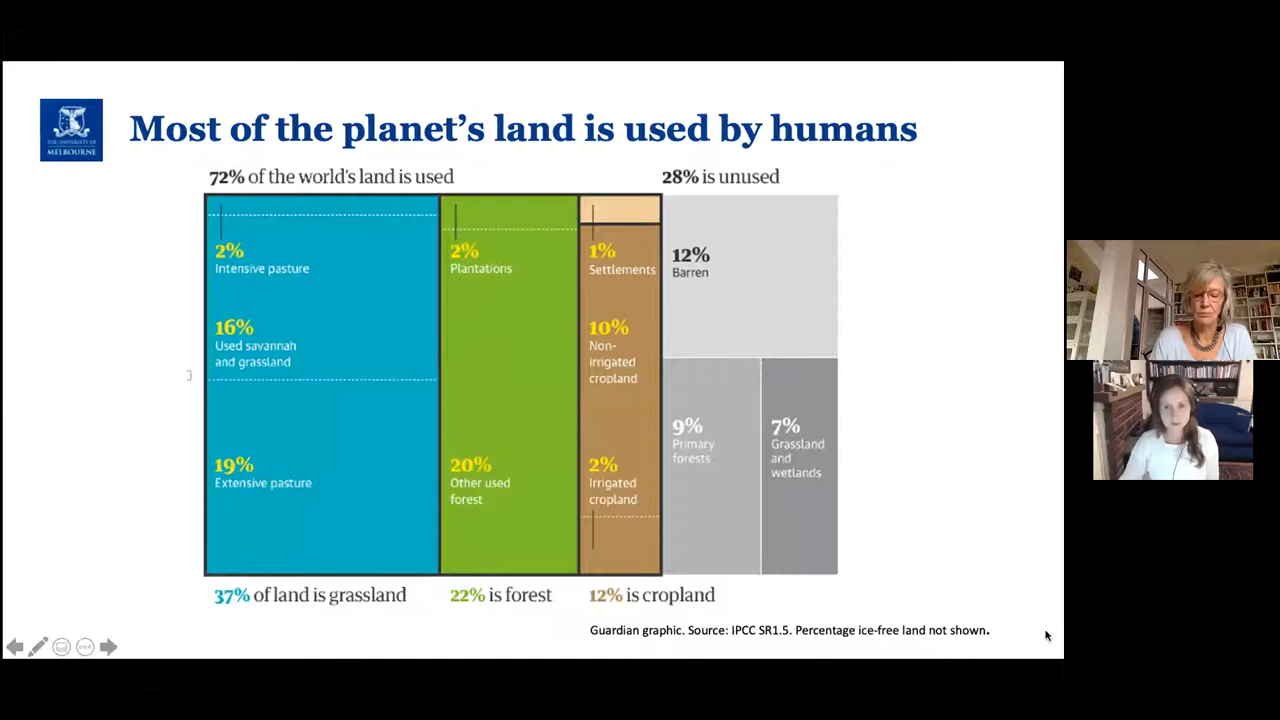 THE UNIVERSITY OF
MELBOURNE
Most of the planet's land is used by humans
72% of the world's land is used
28% is unused
2%
Intensive pasture
16%
Used savannah
and grassland
19%
Extensive pasture
2%
Plantations
20%
Other used
forest
1%
Settlements
10%
Non-
irrigated
cropland
2%
Irrigated
cropland
12%
Barren
9%
Primary
forests
7%
Grassland
and
wetlands
37% of land is grassland
22% is forest
12% is cropland
Guardian graphic. Source: IPCC SR1.5. Percentage ice-free land not shown.